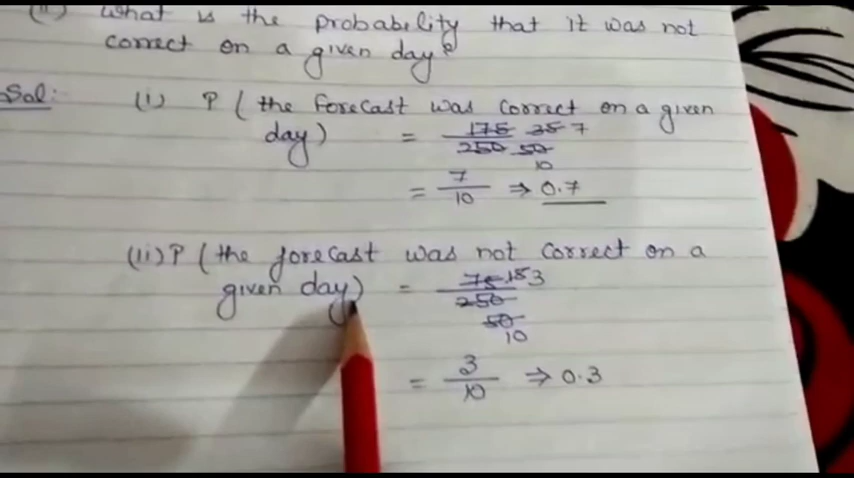 (ii) What is the probability that it was not
correct on a given day?
Sol:- (i) P ( the forecast was correct on a given
day) = 175/250 35/50 7/10
= 7/10 ⇒ 0.7
(ii) P ( the forecast was not correct on a
given day) = 75/250 15/50 3/10
= 3/10 ⇒ 0.3